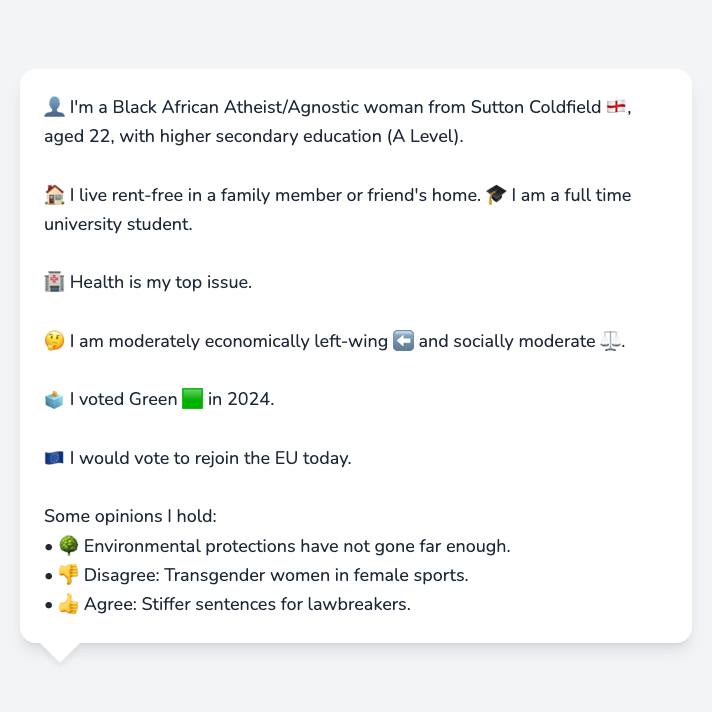 👤 I'm a Black African Atheist/Agnostic woman from Sutton Coldfield 🏴󠁧󠁢󠁥󠁮󠁧󠁿,
aged 22, with higher secondary education (A Level).
🏠 I live rent-free in a family member or friend's home. 🎓 I am a full time
university student.
🏥 Health is my top issue.
🤔 I am moderately economically left-wing ⬅️ and socially moderate ⚖️.
🗳️ I voted Green 🟩 in 2024.
🇪🇺 I would vote to rejoin the EU today.
Some opinions I hold:
• 🌳 Environmental protections have not gone far enough.
• 👎 Disagree: Transgender women in female sports.
• 👍 Agree: Stiffer sentences for lawbreakers.